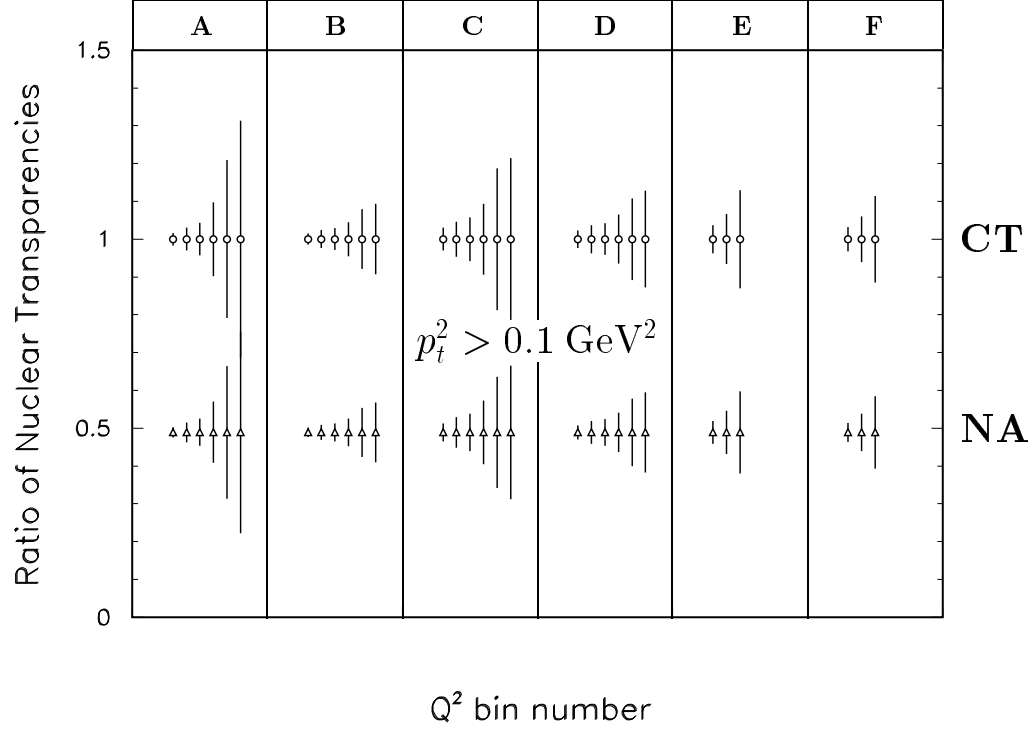 A B C D E F
1.5
1 CT
p_t^2 > 0.1 GeV^2
0.5 NA
0
Ratio of Nuclear Transparencies
Q^2 bin number